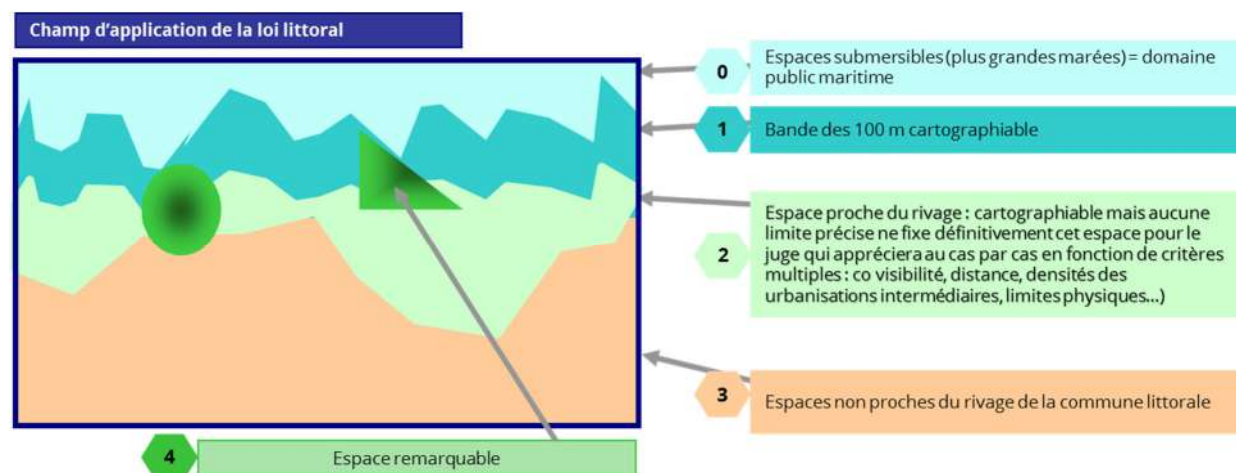 Champ d'application de la loi littoral
0
Espaces submersibles (plus grandes marées) = domaine
public maritime
1
Bande des 100 m cartographiable
2
Espace proche du rivage : cartographiable mais aucune
limite précise ne fixe définitivement cet espace pour le
juge qui appréciera au cas par cas en fonction de critères
multiples : co visibilité, distance, densités des
urbanisations intermédiaires, limites physiques...)
3
Espaces non proches du rivage de la commune littorale
4
Espace remarquable